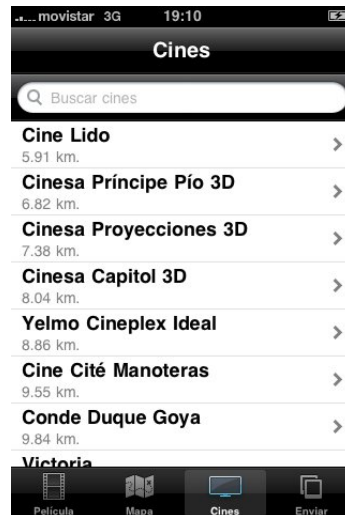 movistar 3G 19:10
Cines
Buscar cines
Cine Lido
5.91 km.
Cinesa Príncipe Pío 3D
6.82 km.
Cinesa Proyecciones 3D
7.38 km.
Cinesa Capitol 3D
8.04 km.
Yelmo Cineplex Ideal
8.86 km.
Cine Cité Manoteras
9.55 km.
Conde Duque Goya
9.84 km.
Victoria
Película Mapa Cines Enviar